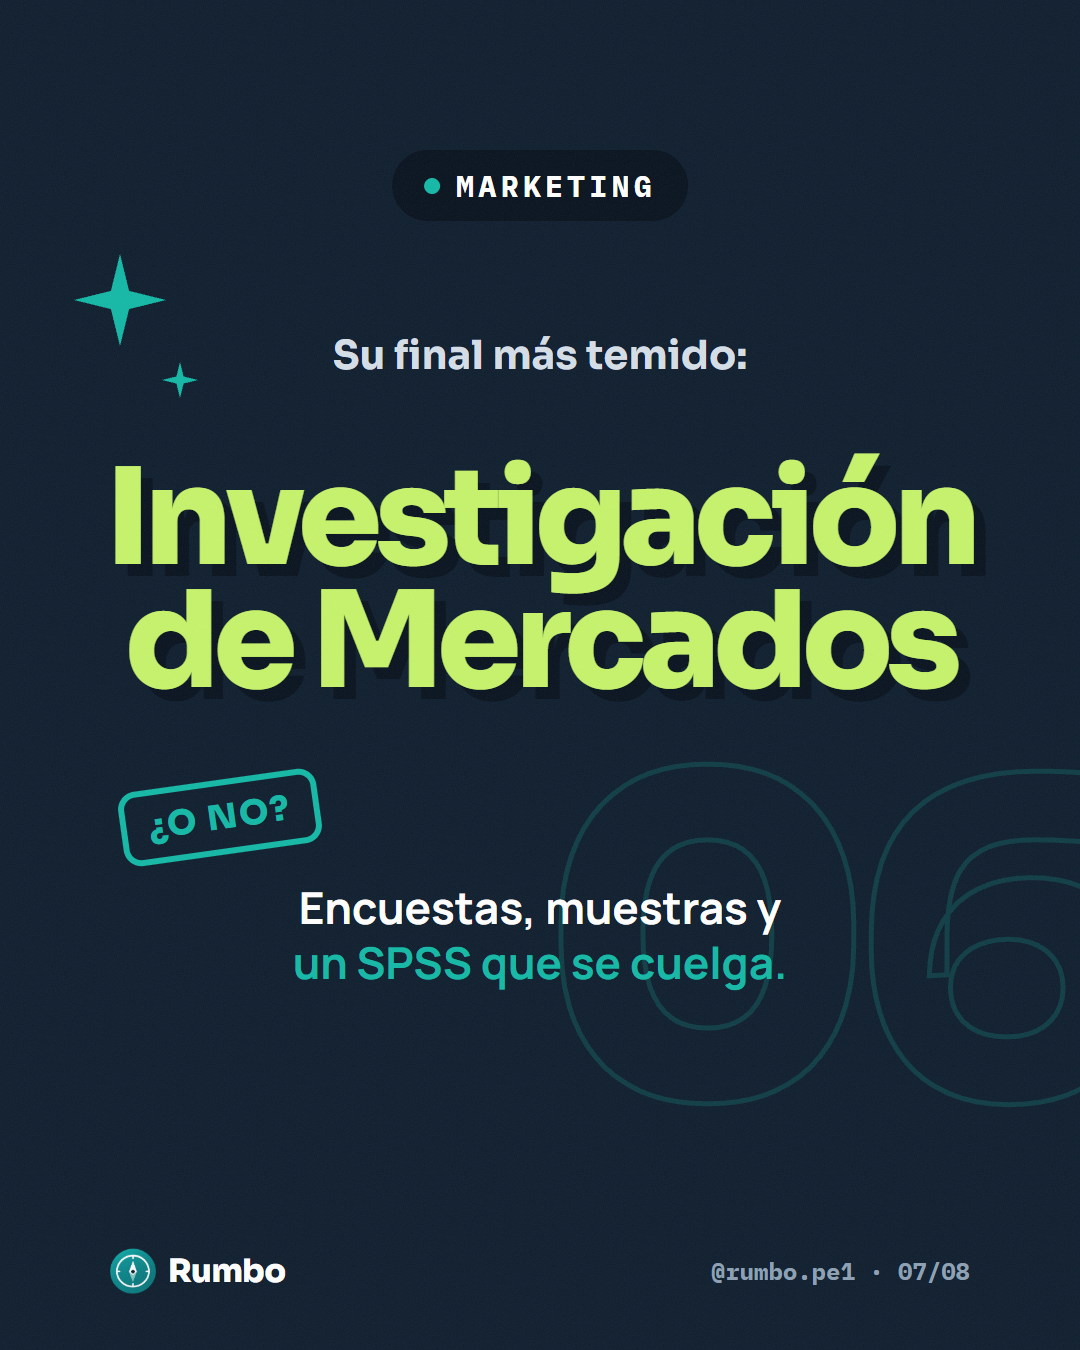 MARKETING
Su final más temido:
Investigación
de Mercados
¿O NO?
06
Encuestas, muestras y
un SPSS que se cuelga.
Rumbo
@rumbo.pe1 · 07/08